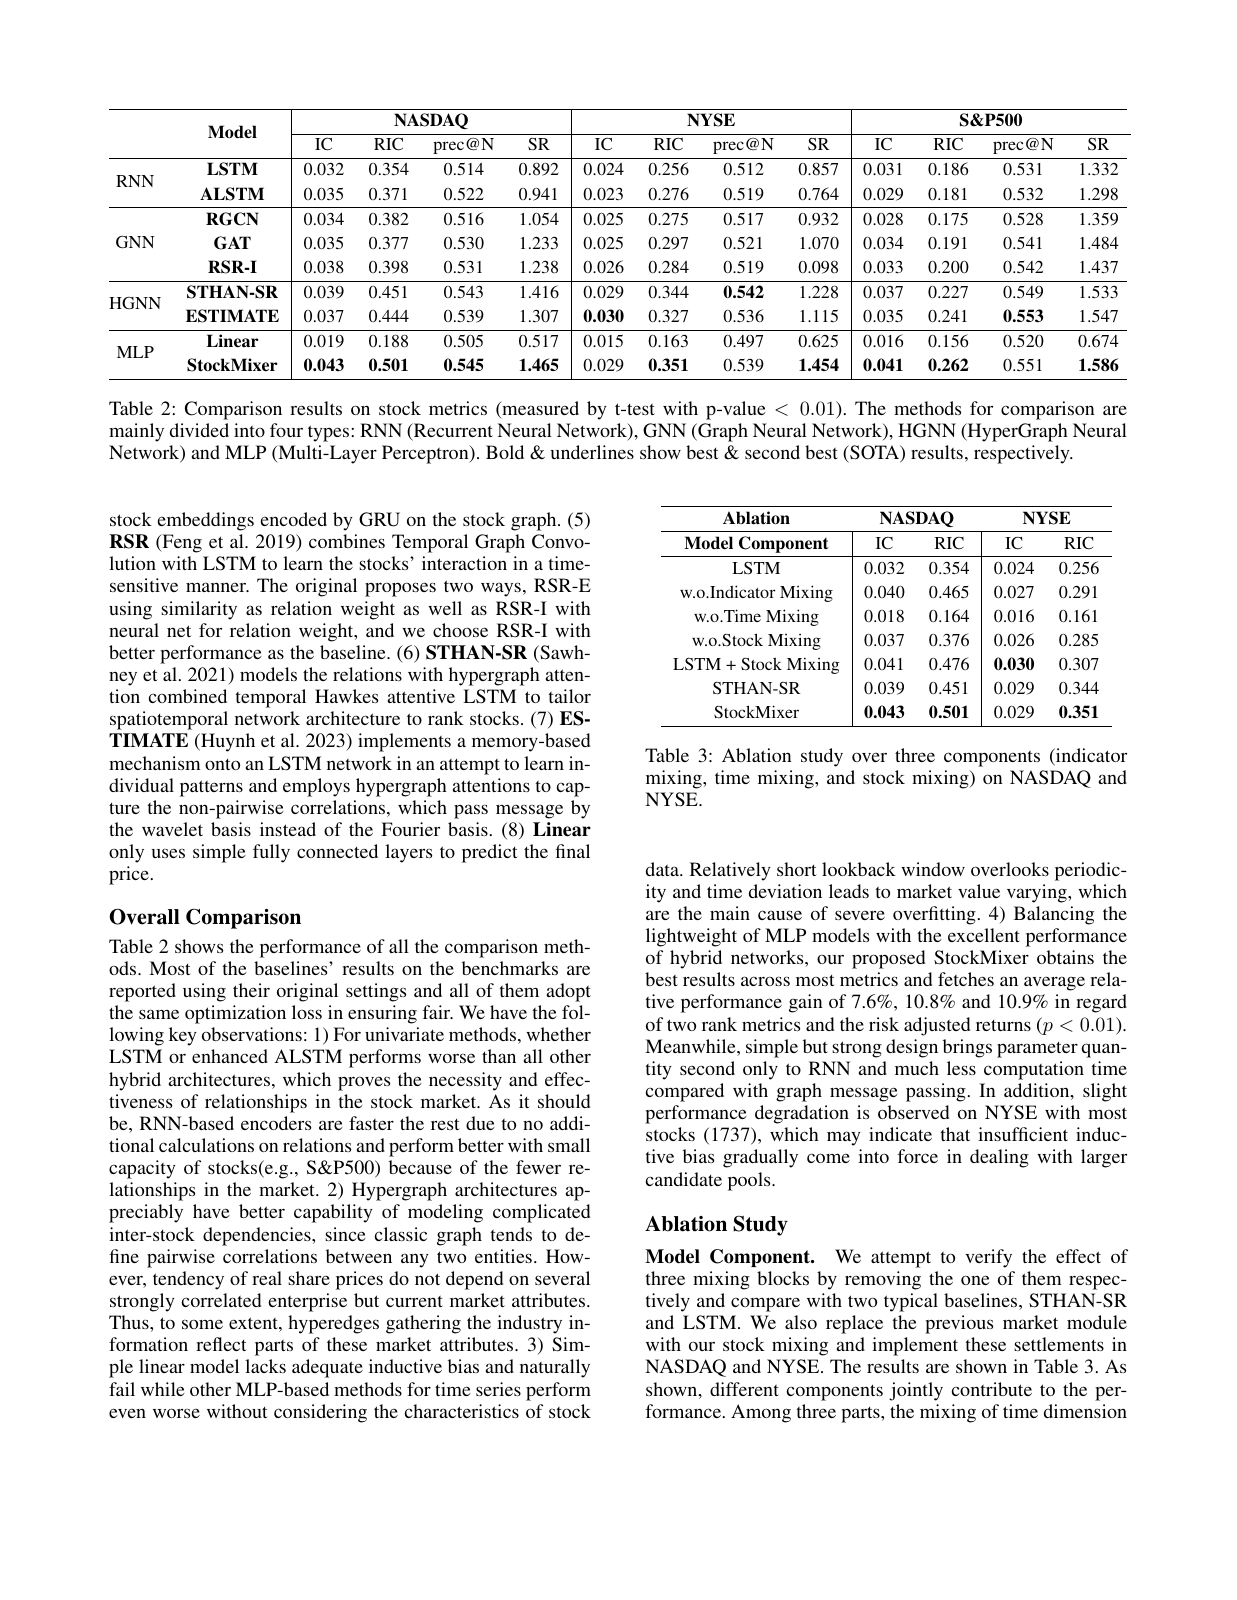 Model NASDAQ NYSE S&P500
IC RIC prec@N SR IC RIC prec@N SR IC RIC prec@N SR
RNN LSTM 0.032 0.354 0.514 0.892 0.024 0.256 0.512 0.857 0.031 0.186 0.531 1.332
ALSTM 0.035 0.371 0.522 0.941 0.023 0.276 0.519 0.764 0.029 0.181 0.532 1.298
GNN RGCN 0.034 0.382 0.516 1.054 0.025 0.275 0.517 0.932 0.028 0.175 0.528 1.359
GAT 0.035 0.377 0.530 1.233 0.025 0.297 0.521 1.070 0.034 0.191 0.541 1.484
RSR-I 0.038 0.398 0.531 1.238 0.026 0.284 0.519 0.098 0.033 0.200 0.542 1.437
HGNN STHAN-SR 0.039 0.451 0.543 1.416 0.029 0.344 0.542 1.228 0.037 0.227 0.549 1.533
ESTIMATE 0.037 0.444 0.539 1.307 0.030 0.327 0.536 1.115 0.035 0.241 0.553 1.547
MLP Linear 0.019 0.188 0.505 0.517 0.015 0.163 0.497 0.625 0.016 0.156 0.520 0.674
StockMixer 0.043 0.501 0.545 1.465 0.029 0.351 0.539 1.454 0.041 0.262 0.551 1.586
Table 2: Comparison results on stock metrics (measured by t-test with p-value < 0.01). The methods for comparison are
mainly divided into four types: RNN (Recurrent Neural Network), GNN (Graph Neural Network), HGNN (HyperGraph Neural
Network) and MLP (Multi-Layer Perceptron). Bold & underlines show best & second best (SOTA) results, respectively.
stock embeddings encoded by GRU on the stock graph. (5)
RSR (Feng et al. 2019) combines Temporal Graph Convo-
lution with LSTM to learn the stocks' interaction in a time-
sensitive manner. The original proposes two ways, RSR-E
using similarity as relation weight as well as RSR-I with
neural net for relation weight, and we choose RSR-I with
better performance as the baseline. (6) STHAN-SR (Sawh-
ney et al. 2021) models the relations with hypergraph atten-
tion combined temporal Hawkes attentive LSTM to tailor
spatiotemporal network architecture to rank stocks. (7) ES-
TIMATE (Huynh et al. 2023) implements a memory-based
mechanism onto an LSTM network in an attempt to learn in-
dividual patterns and employs hypergraph attentions to cap-
ture the non-pairwise correlations, which pass message by
the wavelet basis instead of the Fourier basis. (8) Linear
only uses simple fully connected layers to predict the final
price.
Overall Comparison
Table 2 shows the performance of all the comparison meth-
ods. Most of the baselines' results on the benchmarks are
reported using their original settings and all of them adopt
the same optimization loss in ensuring fair. We have the fol-
lowing key observations: 1) For univariate methods, whether
LSTM or enhanced ALSTM performs worse than all other
hybrid architectures, which proves the necessity and effec-
tiveness of relationships in the stock market. As it should
be, RNN-based encoders are faster the rest due to no addi-
tional calculations on relations and perform better with small
capacity of stocks(e.g., S&P500) because of the fewer re-
lationships in the market. 2) Hypergraph architectures ap-
preciably have better capability of modeling complicated
inter-stock dependencies, since classic graph tends to de-
fine pairwise correlations between any two entities. How-
ever, tendency of real share prices do not depend on several
strongly correlated enterprise but current market attributes.
Thus, to some extent, hyperedges gathering the industry in-
formation reflect parts of these market attributes. 3) Sim-
ple linear model lacks adequate inductive bias and naturally
fail while other MLP-based methods for time series perform
even worse without considering the characteristics of stock
Ablation NASDAQ NYSE
Model Component IC RIC IC RIC
LSTM 0.032 0.354 0.024 0.256
w.o.Indicator Mixing 0.040 0.465 0.027 0.291
w.o.Time Mixing 0.018 0.164 0.016 0.161
w.o.Stock Mixing 0.037 0.376 0.026 0.285
LSTM + Stock Mixing 0.041 0.476 0.030 0.307
STHAN-SR 0.039 0.451 0.029 0.344
StockMixer 0.043 0.501 0.029 0.351
Table 3: Ablation study over three components (indicator
mixing, time mixing, and stock mixing) on NASDAQ and
NYSE.
data. Relatively short lookback window overlooks periodic-
ity and time deviation leads to market value varying, which
are the main cause of severe overfitting. 4) Balancing the
lightweight of MLP models with the excellent performance
of hybrid networks, our proposed StockMixer obtains the
best results across most metrics and fetches an average rela-
tive performance gain of 7.6%, 10.8% and 10.9% in regard
of two rank metrics and the risk adjusted returns (p < 0.01).
Meanwhile, simple but strong design brings parameter quan-
tity second only to RNN and much less computation time
compared with graph message passing. In addition, slight
performance degradation is observed on NYSE with most
stocks (1737), which may indicate that insufficient induc-
tive bias gradually come into force in dealing with larger
candidate pools.
Ablation Study
Model Component. We attempt to verify the effect of
three mixing blocks by removing the one of them respec-
tively and compare with two typical baselines, STHAN-SR
and LSTM. We also replace the previous market module
with our stock mixing and implement these settlements in
NASDAQ and NYSE. The results are shown in Table 3. As
shown, different components jointly contribute to the per-
formance. Among three parts, the mixing of time dimension